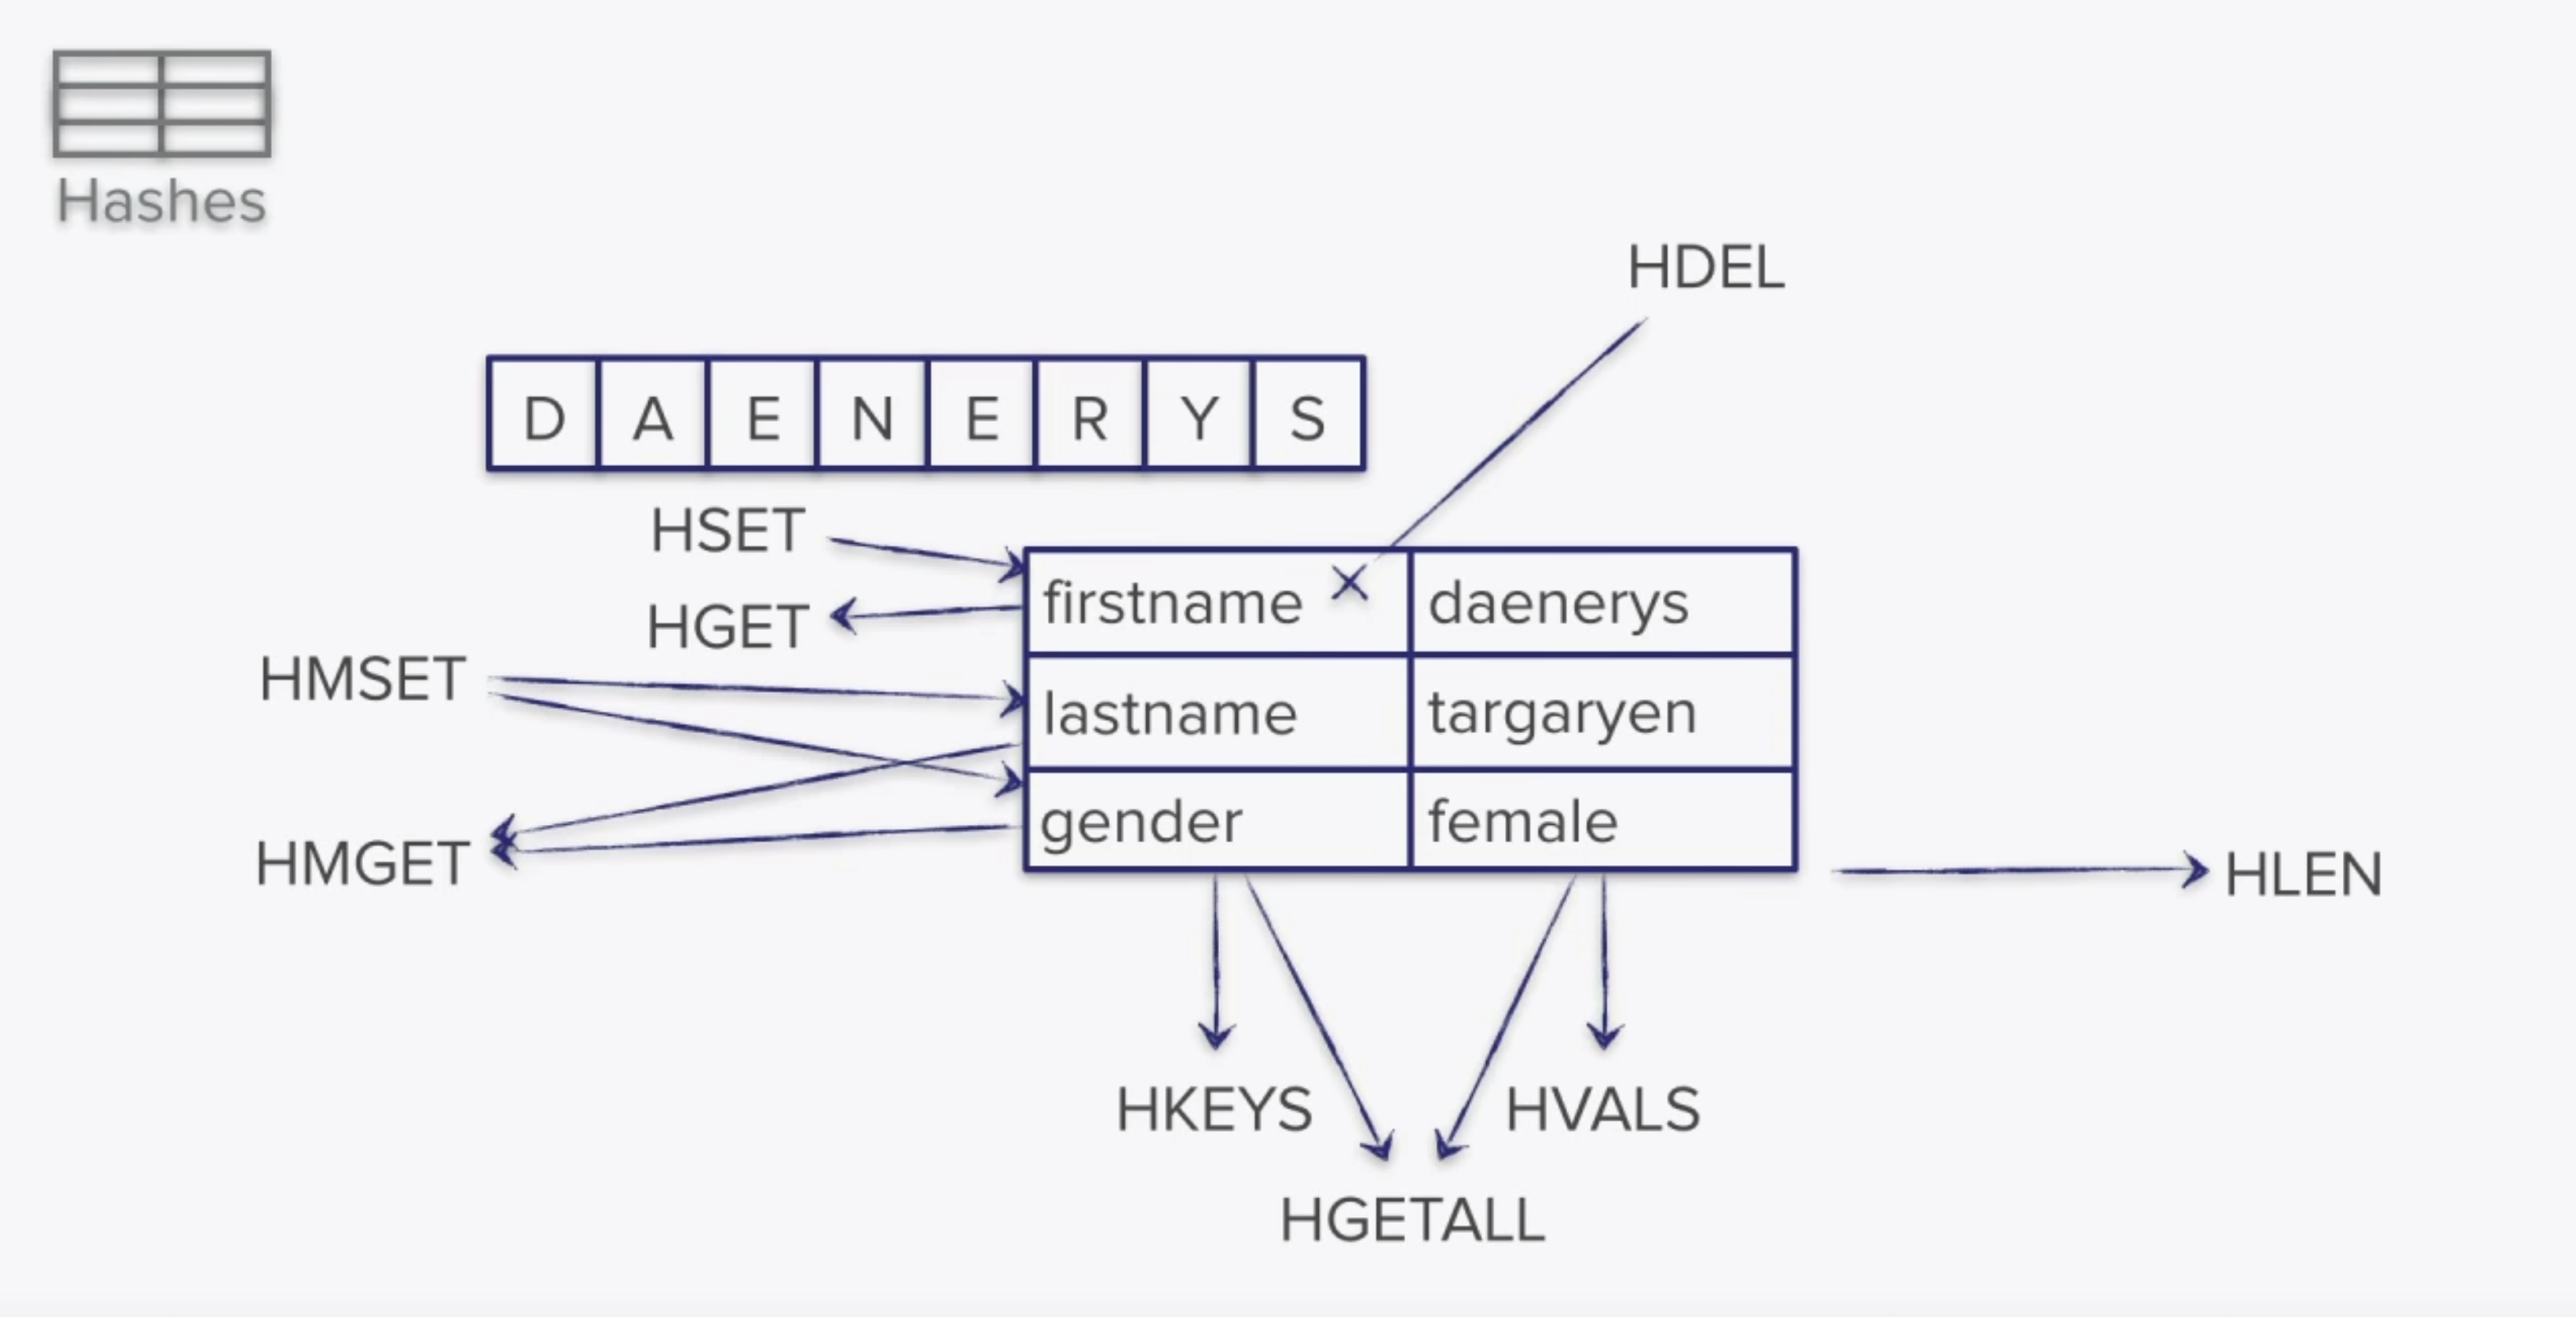 Hashes
HDEL
D A E N E R Y S
HSET
HGET
HMSET
HMGET
firstname daenerys
lastname targaryen
gender female
HLEN
HKEYS HVALS
HGETALL